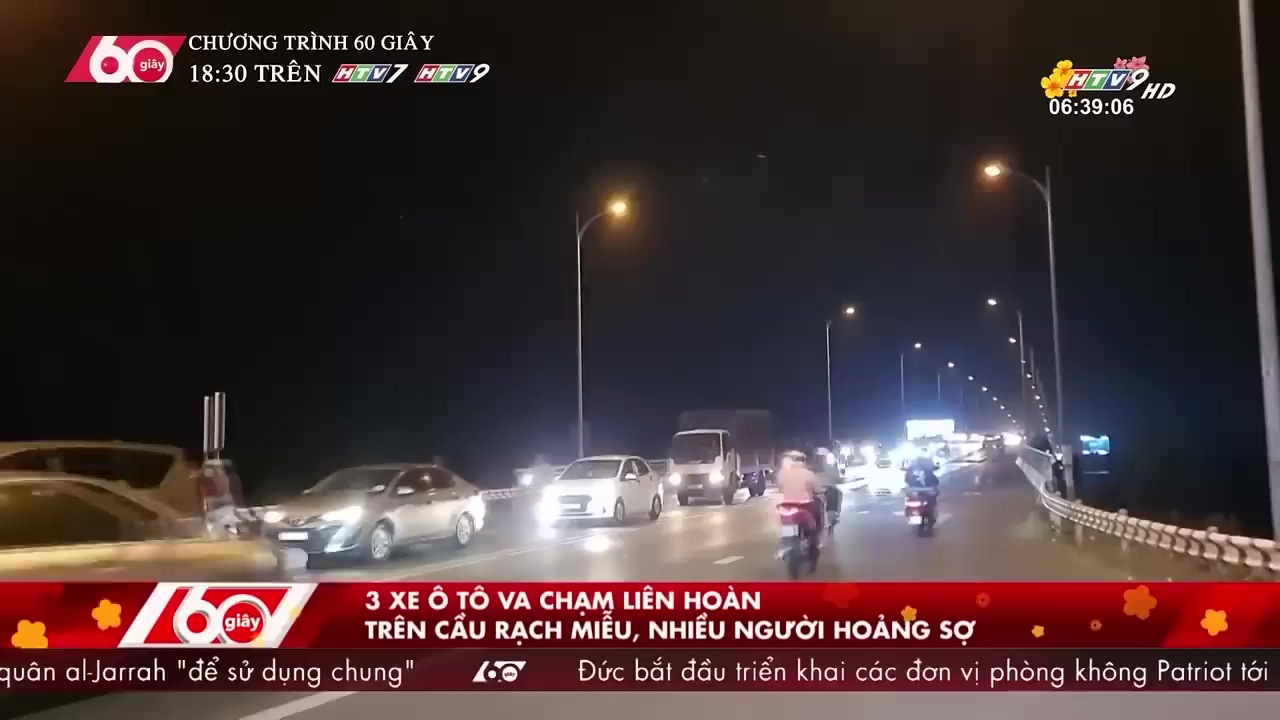 60 giây
CHƯƠNG TRÌNH 60 GIÂY
18:30 TRÊN HTV7 HTV9
HTV9 HD
06:39:06
60 giây
3 XE Ô TÔ VA CHẠM LIÊN HOÀN
TRÊN CẦU RẠCH MIỄU, NHIỀU NGƯỜI HOẢNG SỢ
quân al-Jarrah "để sử dụng chung" 60 giây Đức bắt đầu triển khai các đơn vị phòng không Patriot tới